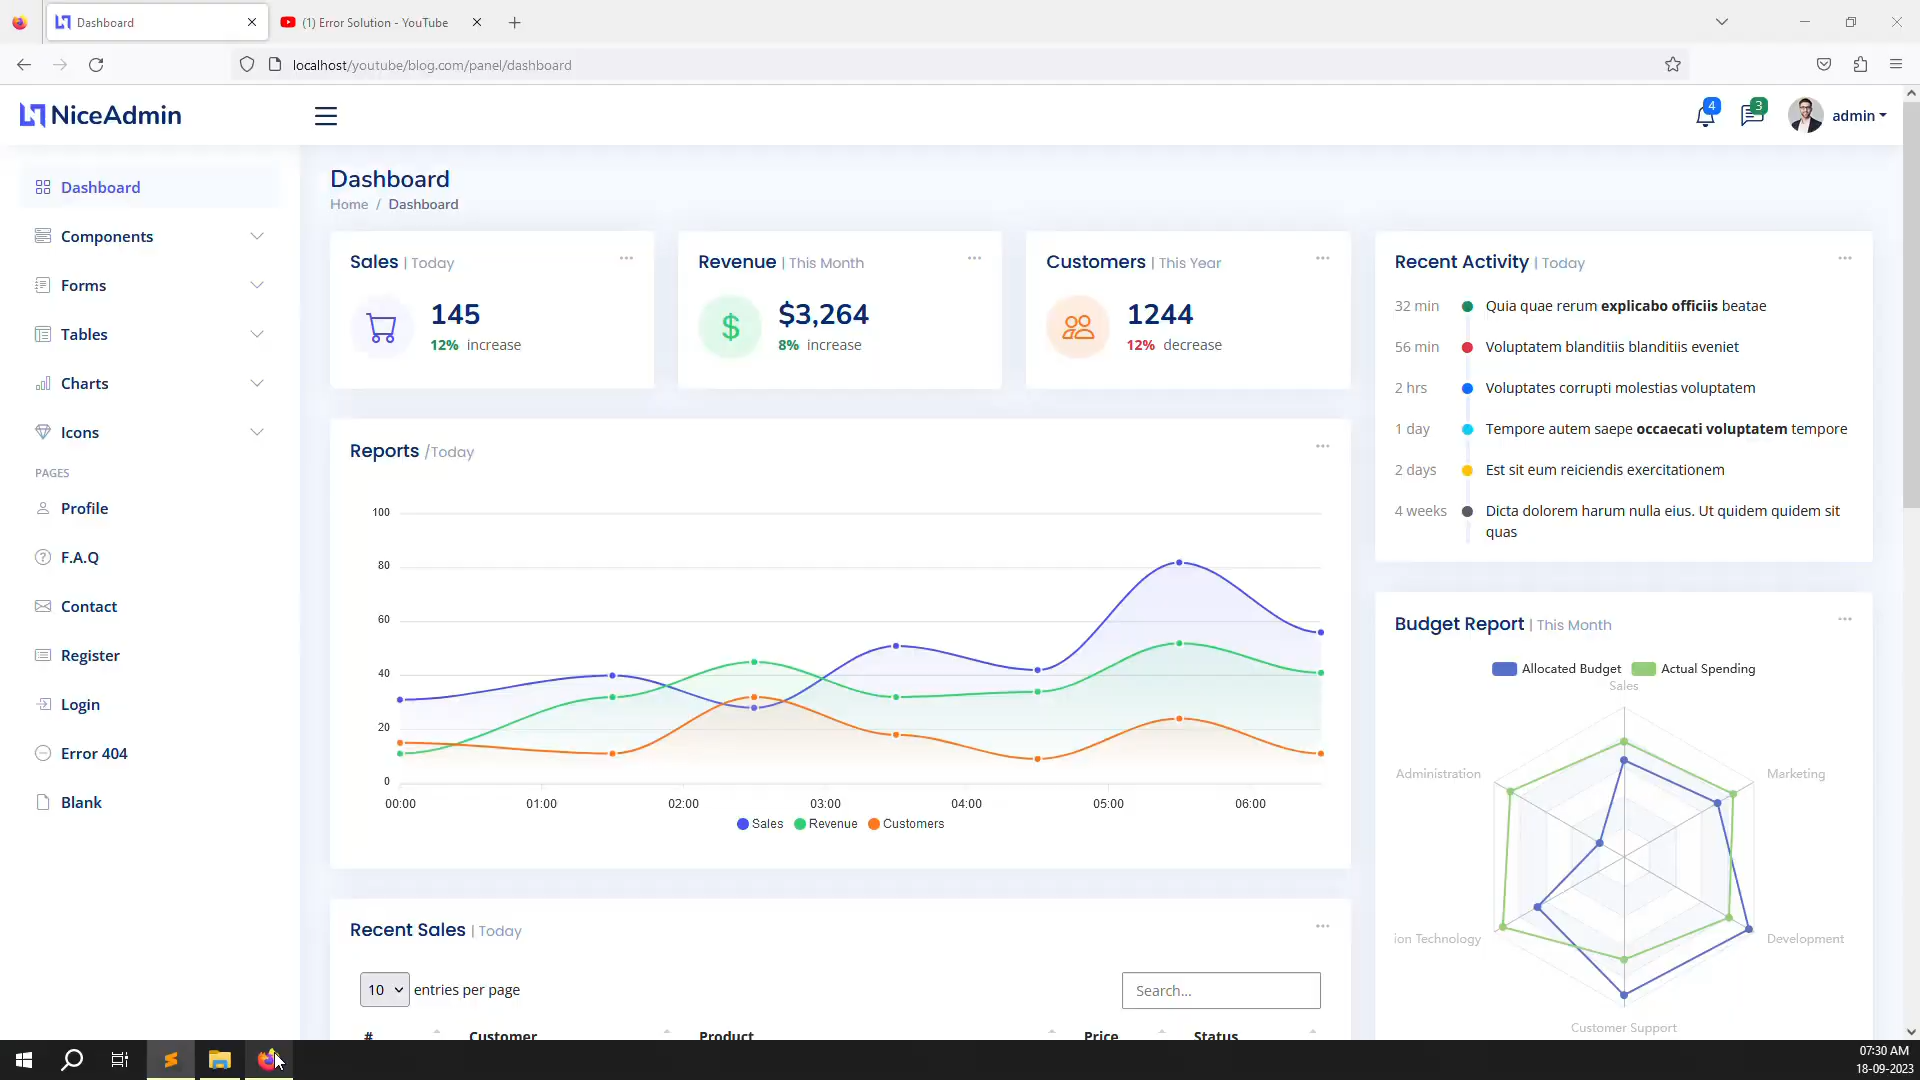 Dashboard
(1) Error Solution - YouTube
localhost/youtube/blog.com/panel/dashboard
NiceAdmin
4
3
admin
Dashboard
Components
Forms
Tables
Charts
Icons
PAGES
Profile
F.A.Q
Contact
Register
Login
Error 404
Blank
Dashboard
Home / Dashboard
Sales | Today
145
12% increase
Revenue | This Month
$3,264
8% increase
Customers | This Year
1244
12% decrease
Reports /Today
100
80
60
40
20
0
00:00 01:00 02:00 03:00 04:00 05:00 06:00
Sales Revenue Customers
Recent Sales | Today
10 entries per page
Search...
# Customer Product Price Status
Recent Activity | Today
32 min Quia quae rerum explicabo officiis beatae
56 min Voluptatem blanditiis blanditiis eveniet
2 hrs Voluptates corrupti molestias voluptatem
1 day Tempore autem saepe occaecati voluptatem tempore
2 days Est sit eum reiciendis exercitationem
4 weeks Dicta dolorem harum nulla eius. Ut quidem quidem sit
quas
Budget Report | This Month
Allocated Budget Actual Spending
Sales
Administration Marketing
ion Technology Development
Customer Support
07:30 AM
18-09-2023